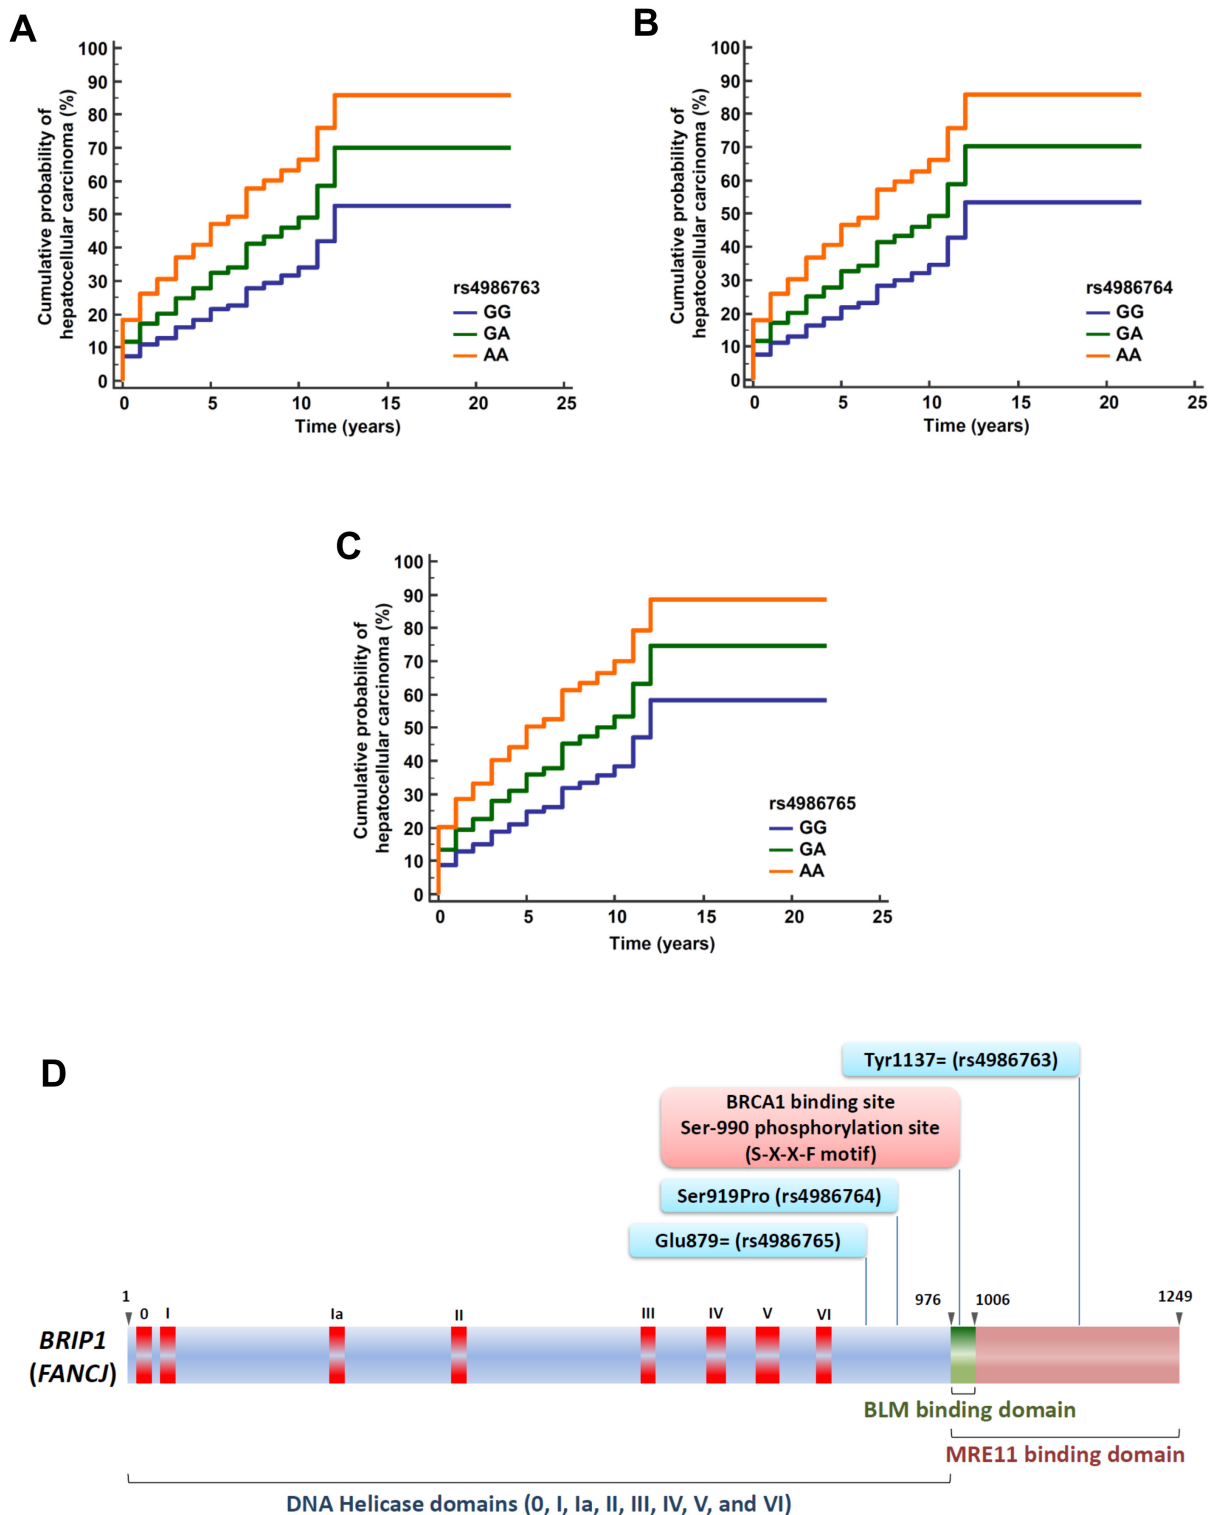 A
Cumulative probability of
hepatocellular carcinoma (%)
100
90
80
70
60
50
40
30
20
10
0
0 5 10 15 20 25
Time (years)
rs4986763
GG
GA
AA
B
Cumulative probability of
hepatocellular carcinoma (%)
100
90
80
70
60
50
40
30
20
10
0
0 5 10 15 20 25
Time (years)
rs4986764
GG
GA
AA
C
Cumulative probability of
hepatocellular carcinoma (%)
100
90
80
70
60
50
40
30
20
10
0
0 5 10 15 20 25
Time (years)
rs4986765
GG
GA
AA
D
Tyr1137= (rs4986763)
BRCA1 binding site
Ser-990 phosphorylation site
(S-X-X-F motif)
Ser919Pro (rs4986764)
Glu879= (rs4986765)
1 0 I Ia II III IV V VI 976 1006 1249
BRIP1
(FANCJ)
BLM binding domain
MRE11 binding domain
DNA Helicase domains (0, I, Ia, II, III, IV, V, and VI)